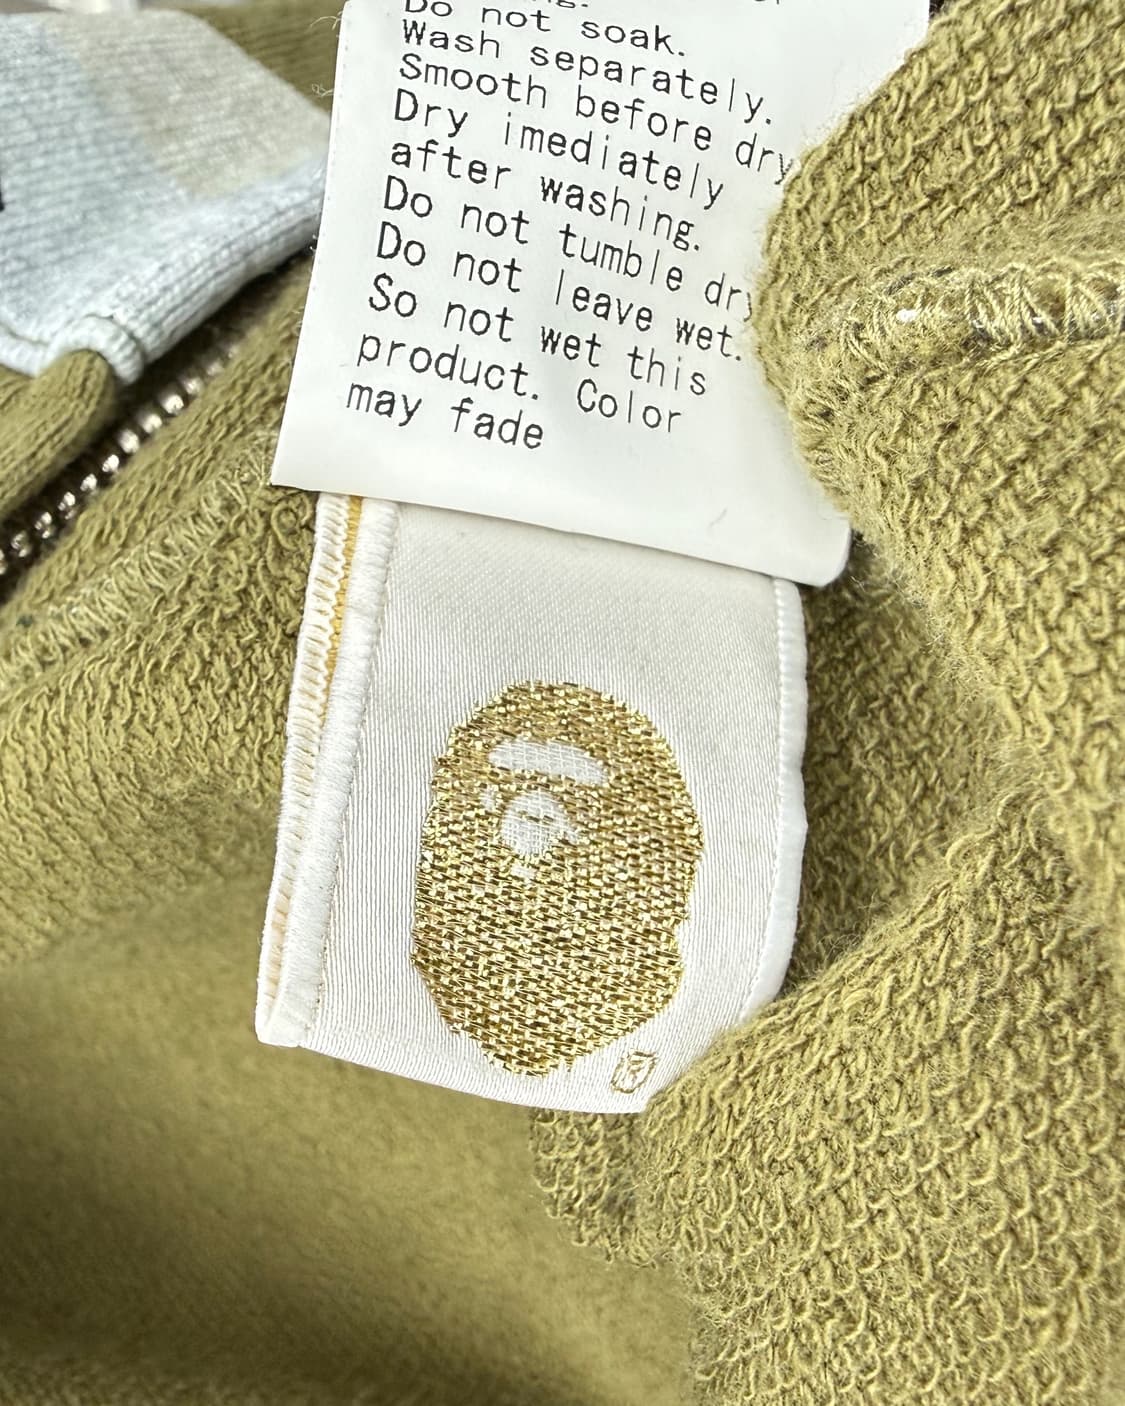 Do not soak.
Wash separately.
Smooth before dry
Dry imediately
after washing.
Do not tumble dry
Do not leave wet.
So not wet this
product. Color
may fade
®